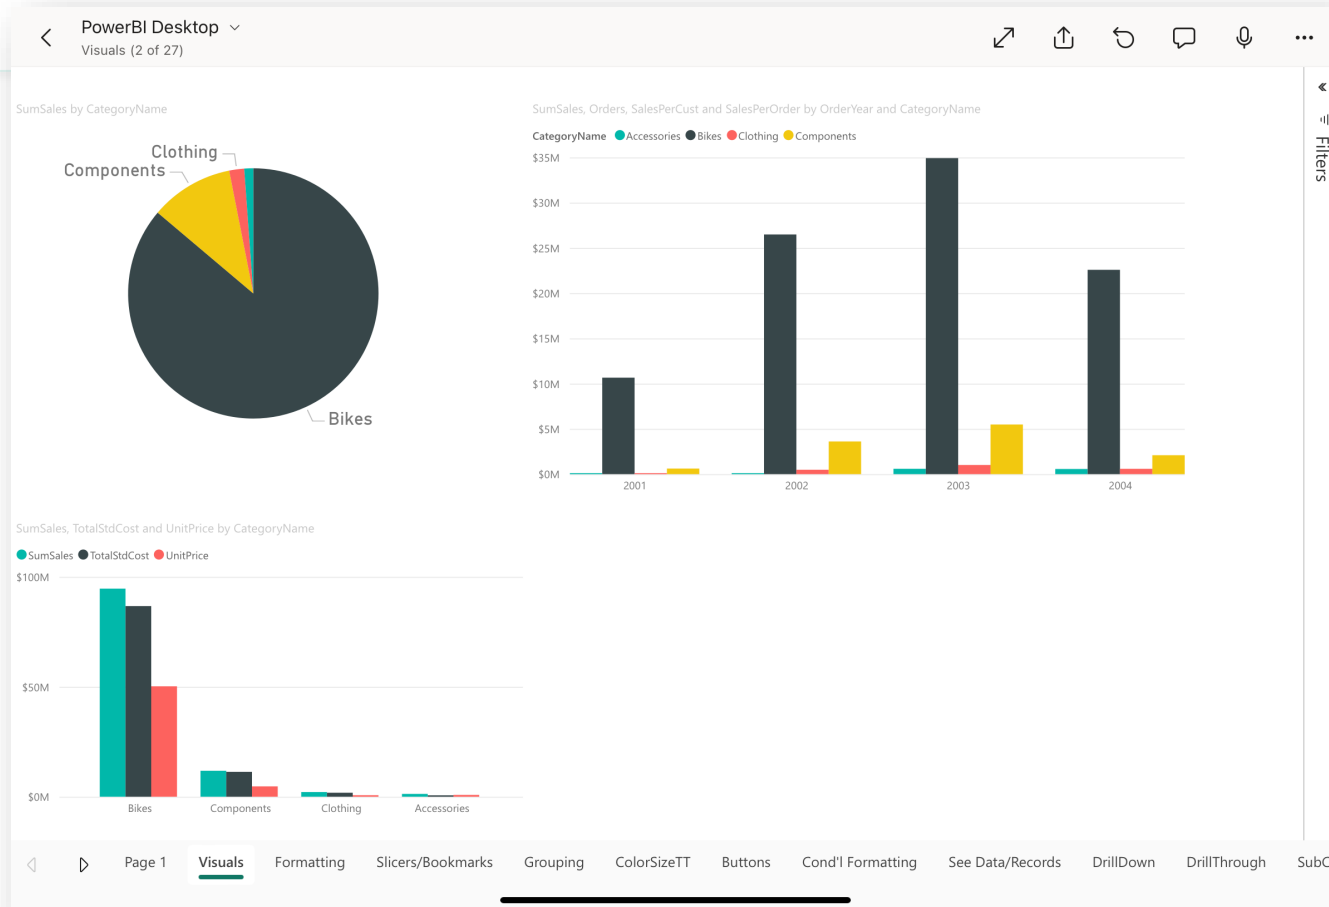 PowerBI Desktop
Visuals (2 of 27)
SumSales by CategoryName
Clothing
Components
Bikes
SumSales, Orders, SalesPerCust and SalesPerOrder by OrderYear and CategoryName
CategoryName Accessories Bikes Clothing Components
$35M
$30M
$25M
$20M
$15M
$10M
$5M
$0M
2001 2002 2003 2004
Filters
SumSales, TotalStdCost and UnitPrice by CategoryName
SumSales TotalStdCost UnitPrice
$100M
$50M
$0M
Bikes Components Clothing Accessories
Page 1 Visuals Formatting Slicers/Bookmarks Grouping ColorSizeTT Buttons Cond'l Formatting See Data/Records DrillDown DrillThrough SubC